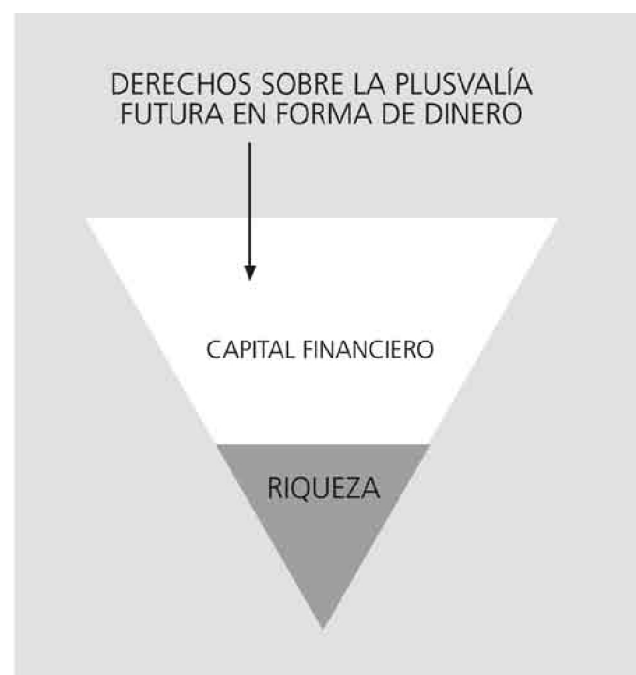 DERECHOS SOBRE LA PLUSVALÍA
FUTURA EN FORMA DE DINERO
CAPITAL FINANCIERO
RIQUEZA